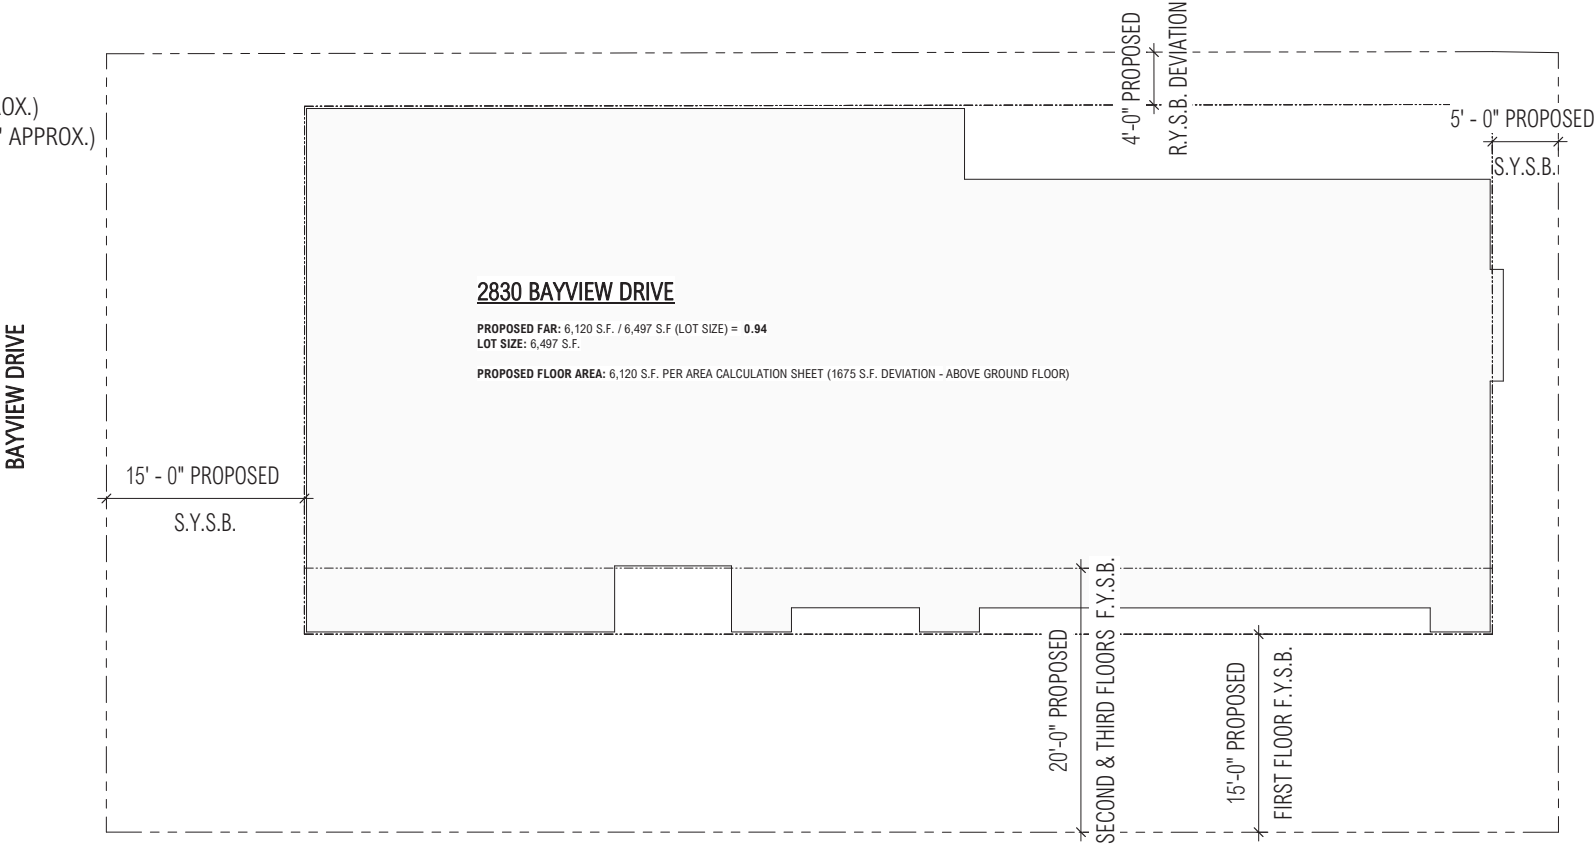 4'-0" PROPOSED
R.Y.S.B. DEVIATION
OX.)
' APPROX.)
5' - 0" PROPOSED
S.Y.S.B.
2830 BAYVIEW DRIVE
PROPOSED FAR: 6,120 S.F. / 6,497 S.F (LOT SIZE) = 0.94
LOT SIZE: 6,497 S.F.
PROPOSED FLOOR AREA: 6,120 S.F. PER AREA CALCULATION SHEET (1675 S.F. DEVIATION - ABOVE GROUND FLOOR)
BAYVIEW DRIVE
15' - 0" PROPOSED
S.Y.S.B.
20'-0" PROPOSED
SECOND & THIRD FLOORS F.Y.S.B.
15'-0" PROPOSED
FIRST FLOOR F.Y.S.B.